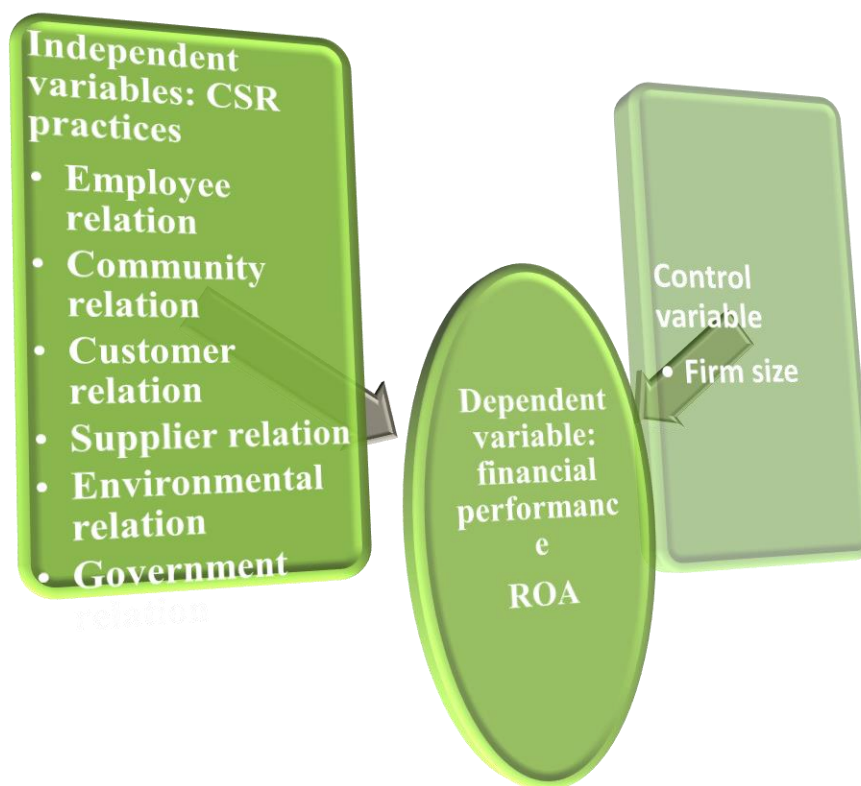 Independent
variables: CSR
practices
• Employee
relation
• Community
relation
• Customer
relation
• Supplier relation
• Environmental
relation
• Government
relation
Control
variable
• Firm size
Dependent
variable:
financial
performanc
e
ROA